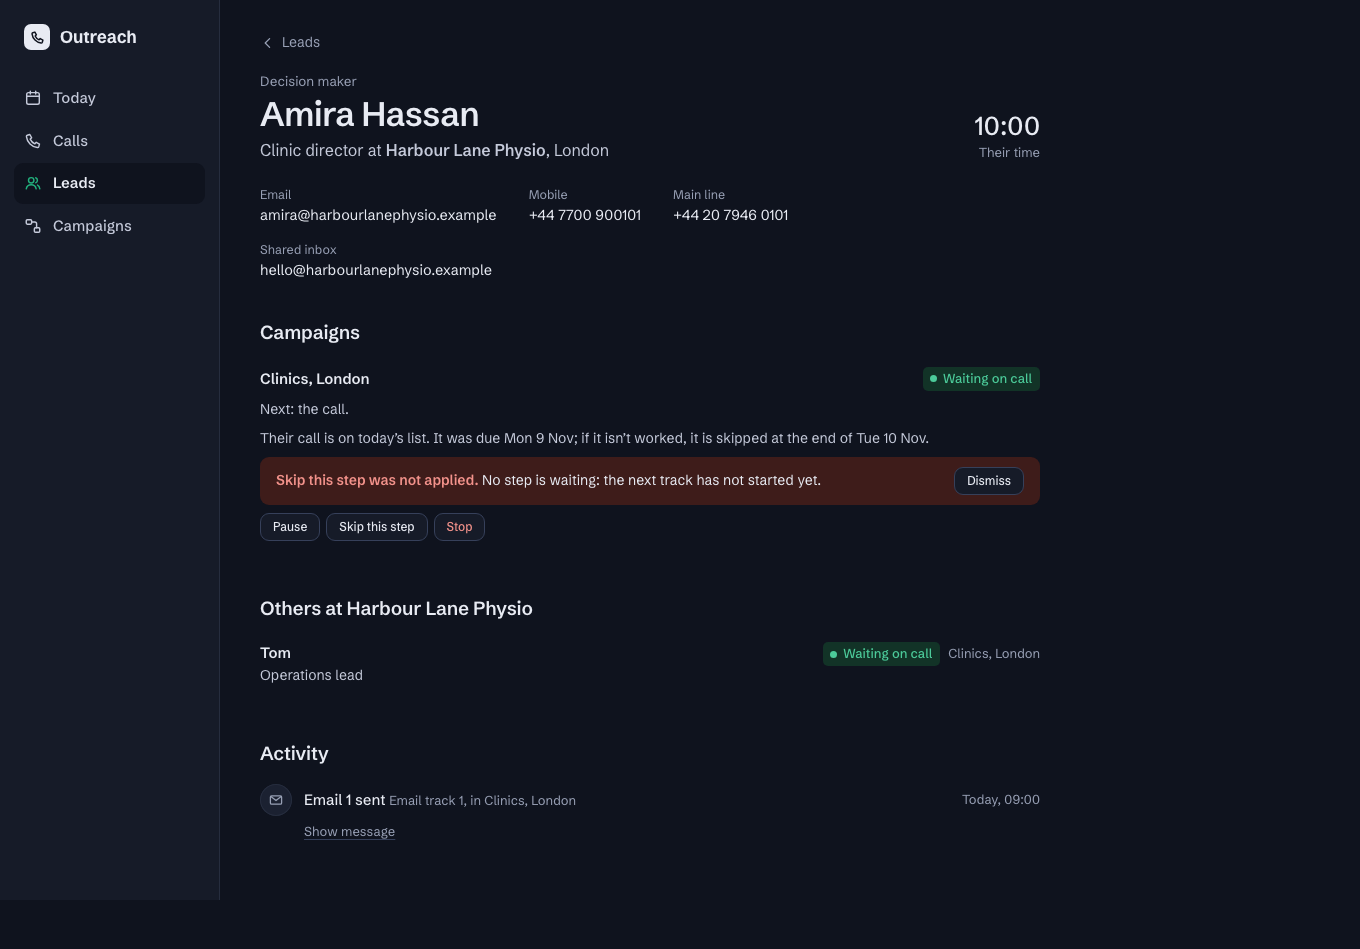 Outreach
Today
Calls
Leads
Campaigns
Leads
Decision maker
Amira Hassan
Clinic director at Harbour Lane Physio, London
10:00
Their time
Email
amira@harbourlanephysio.example
Mobile
+44 7700 900101
Main line
+44 20 7946 0101
Shared inbox
hello@harbourlanephysio.example
Campaigns
Clinics, London
Waiting on call
Next: the call.
Their call is on today’s list. It was due Mon 9 Nov; if it isn’t worked, it is skipped at the end of Tue 10 Nov.
Skip this step was not applied. No step is waiting: the next track has not started yet.
Dismiss
Pause
Skip this step
Stop
Others at Harbour Lane Physio
Tom
Operations lead
Waiting on call
Clinics, London
Activity
Email 1 sent Email track 1, in Clinics, London
Today, 09:00
Show message